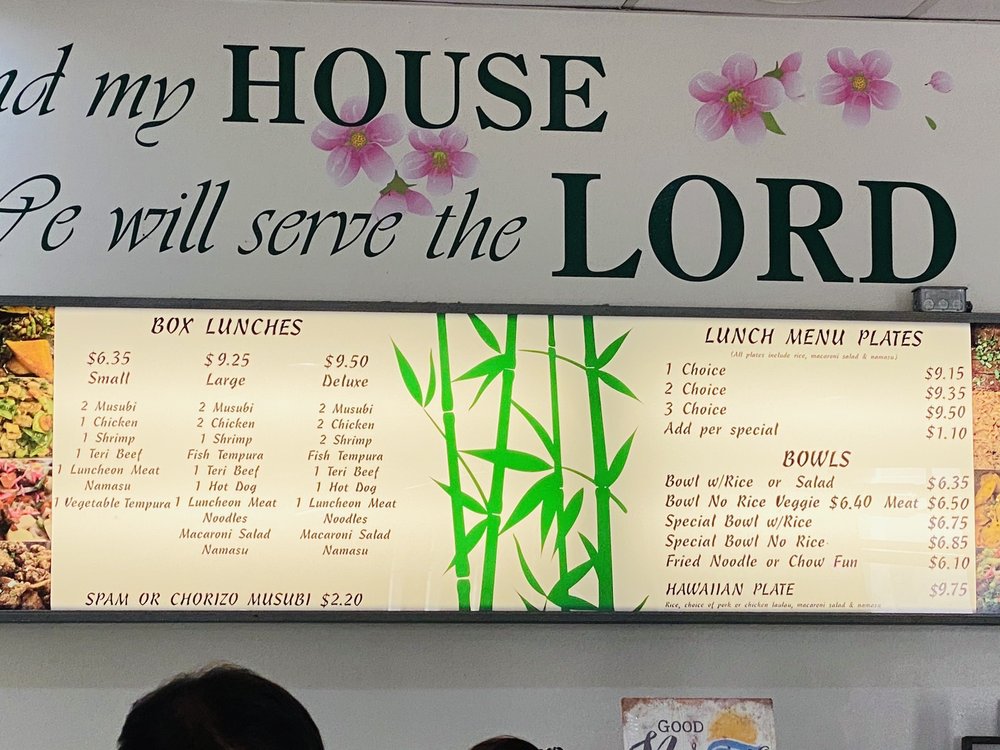 nd my HOUSE
We will serve the LORD
BOX LUNCHES
$6.35
Small
2 Musubi
1 Chicken
1 Shrimp
1 Teri Beef
1 Luncheon Meat
Namasu
1 Vegetable Tempura
$9.25
Large
2 Musubi
2 Chicken
1 Shrimp
Fish Tempura
1 Teri Beef
1 Hot Dog
1 Luncheon Meat
Noodles
Macaroni Salad
Namasu
$9.50
Deluxe
2 Musubi
2 Chicken
2 Shrimp
Fish Tempura
1 Teri Beef
1 Hot Dog
1 Luncheon Meat
Noodles
Macaroni Salad
Namasu
SPAM OR CHORIZO MUSUBI $2.20
LUNCH MENU PLATES
(All plates include rice, macaroni salad & namasu)
1 Choice $9.15
2 Choice $9.35
3 Choice $9.50
Add per special $1.10
BOWLS
Bowl w/Rice or Salad $6.35
Bowl No Rice Veggie $6.40 Meat $6.50
Special Bowl w/Rice $6.75
Special Bowl No Rice $6.85
Fried Noodle or Chow Fun $6.10
HAWAIIAN PLATE $9.75
Rice, choice of pork or chicken laulau, macaroni salad & namasu
GOOD